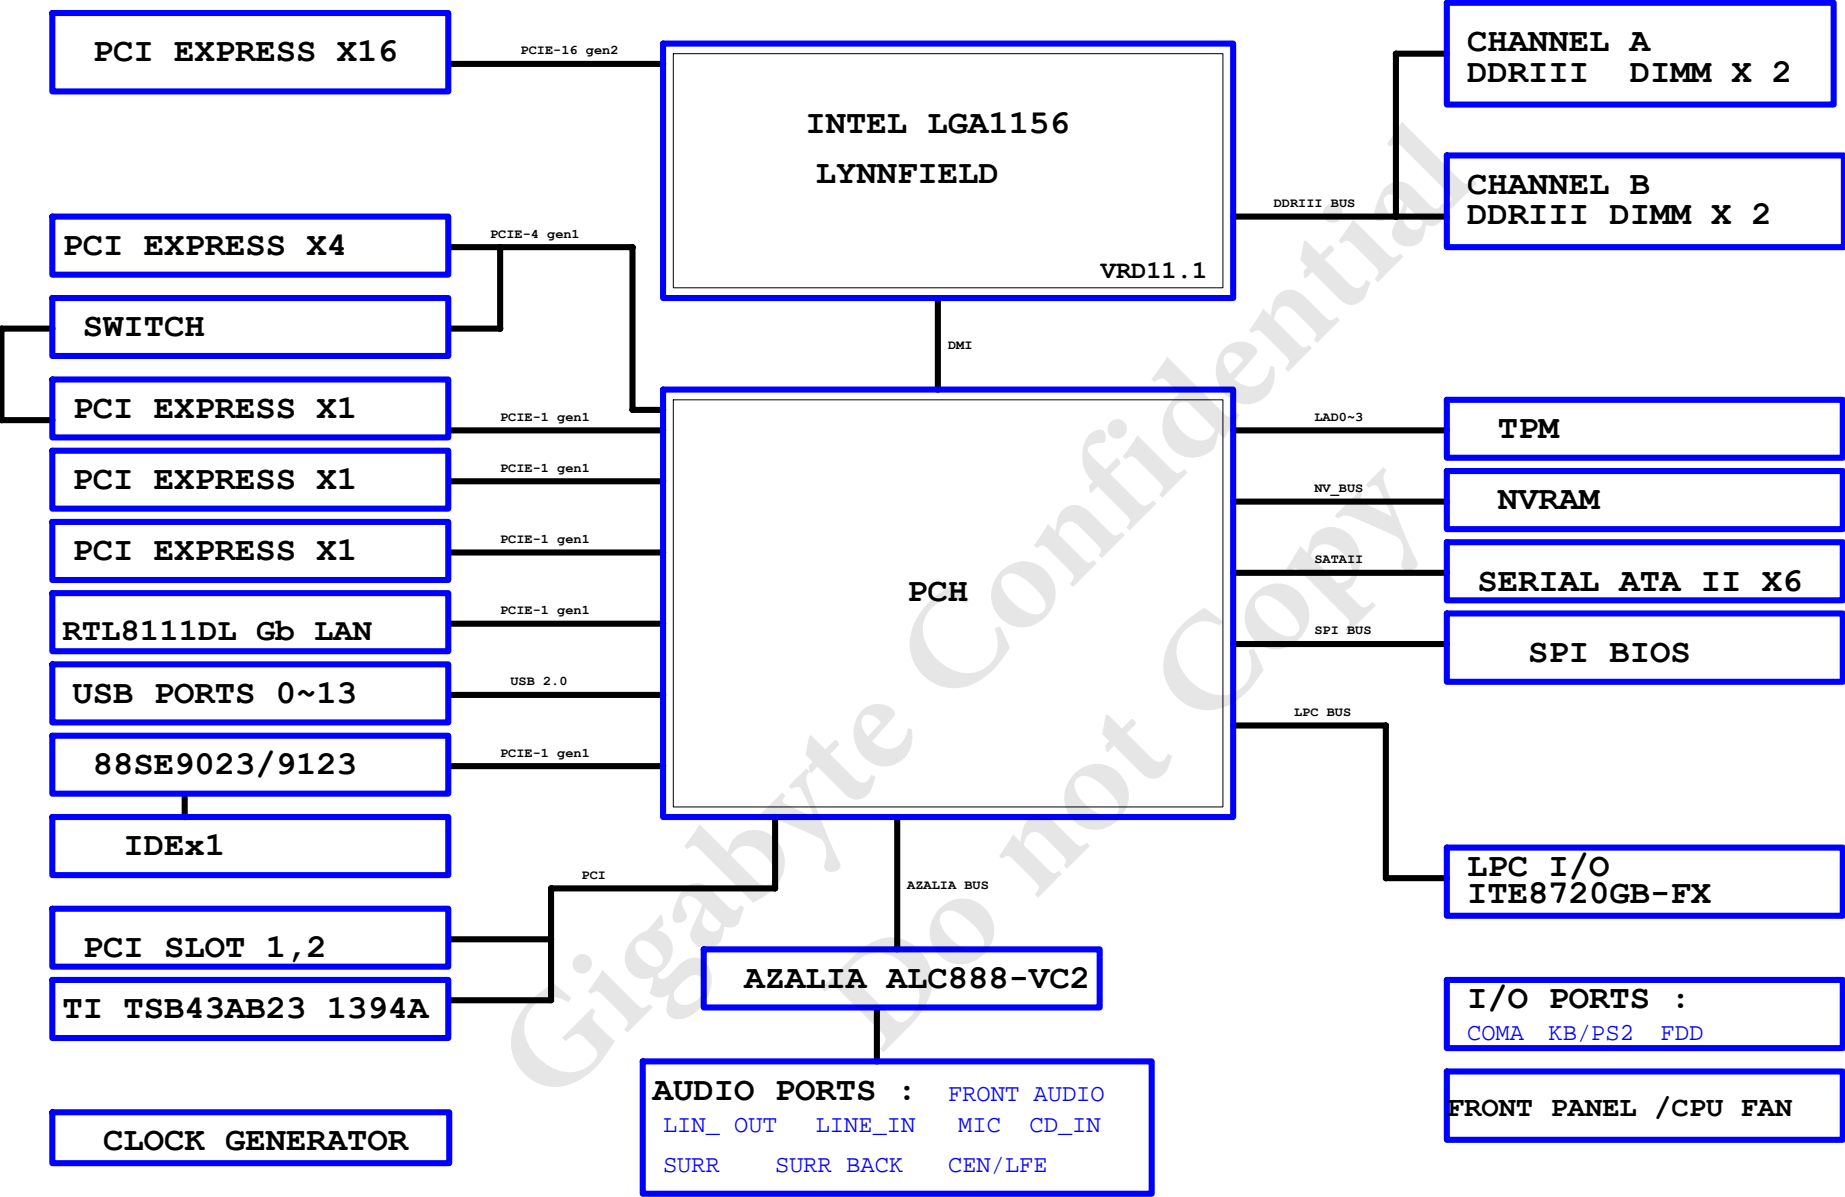 PCI EXPRESS X16
PCIE-16 gen2
INTEL LGA1156
LYNNFIELD
VRD11.1
CHANNEL A
DDRIII DIMM X 2
CHANNEL B
DDRIII DIMM X 2
DDRIII BUS
PCI EXPRESS X4
PCIE-4 gen1
SWITCH
DMI
PCI EXPRESS X1
PCIE-1 gen1
PCI EXPRESS X1
PCIE-1 gen1
PCI EXPRESS X1
PCIE-1 gen1
RTL8111DL Gb LAN
PCIE-1 gen1
USB PORTS 0~13
USB 2.0
88SE9023/9123
PCIE-1 gen1
IDEx1
PCH
LAD0~3
TPM
NV_BUS
NVRAM
SATAII
SERIAL ATA II X6
SPI BUS
SPI BIOS
LPC BUS
LPC I/O
ITE8720GB-FX
PCI
PCI SLOT 1,2
TI TSB43AB23 1394A
AZALIA BUS
AZALIA ALC888-VC2
I/O PORTS :
COMA KB/PS2 FDD
FRONT PANEL /CPU FAN
AUDIO PORTS : FRONT AUDIO
LIN_ OUT LINE_IN MIC CD_IN
SURR SURR BACK CEN/LFE
CLOCK GENERATOR
Gigabyte Confidential
Do not Copy